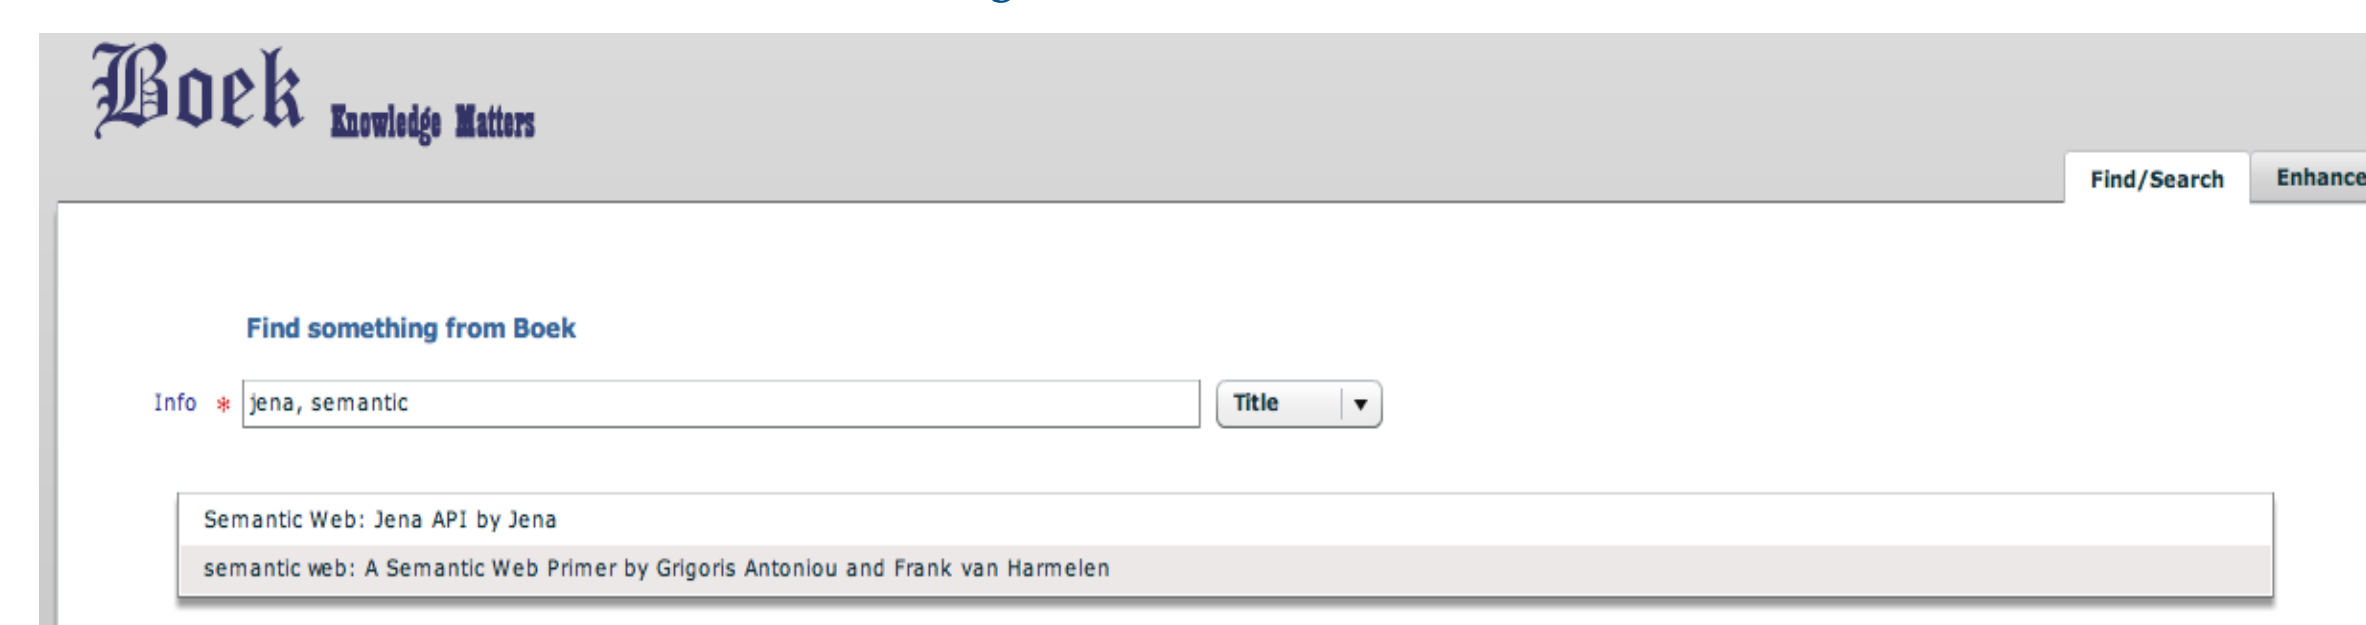 Boek Knowledge Matters
Find/Search Enhance
Find something from Boek
Info * jena, semantic Title ▼
Semantic Web: Jena API by Jena
semantic web: A Semantic Web Primer by Grigoris Antoniou and Frank van Harmelen